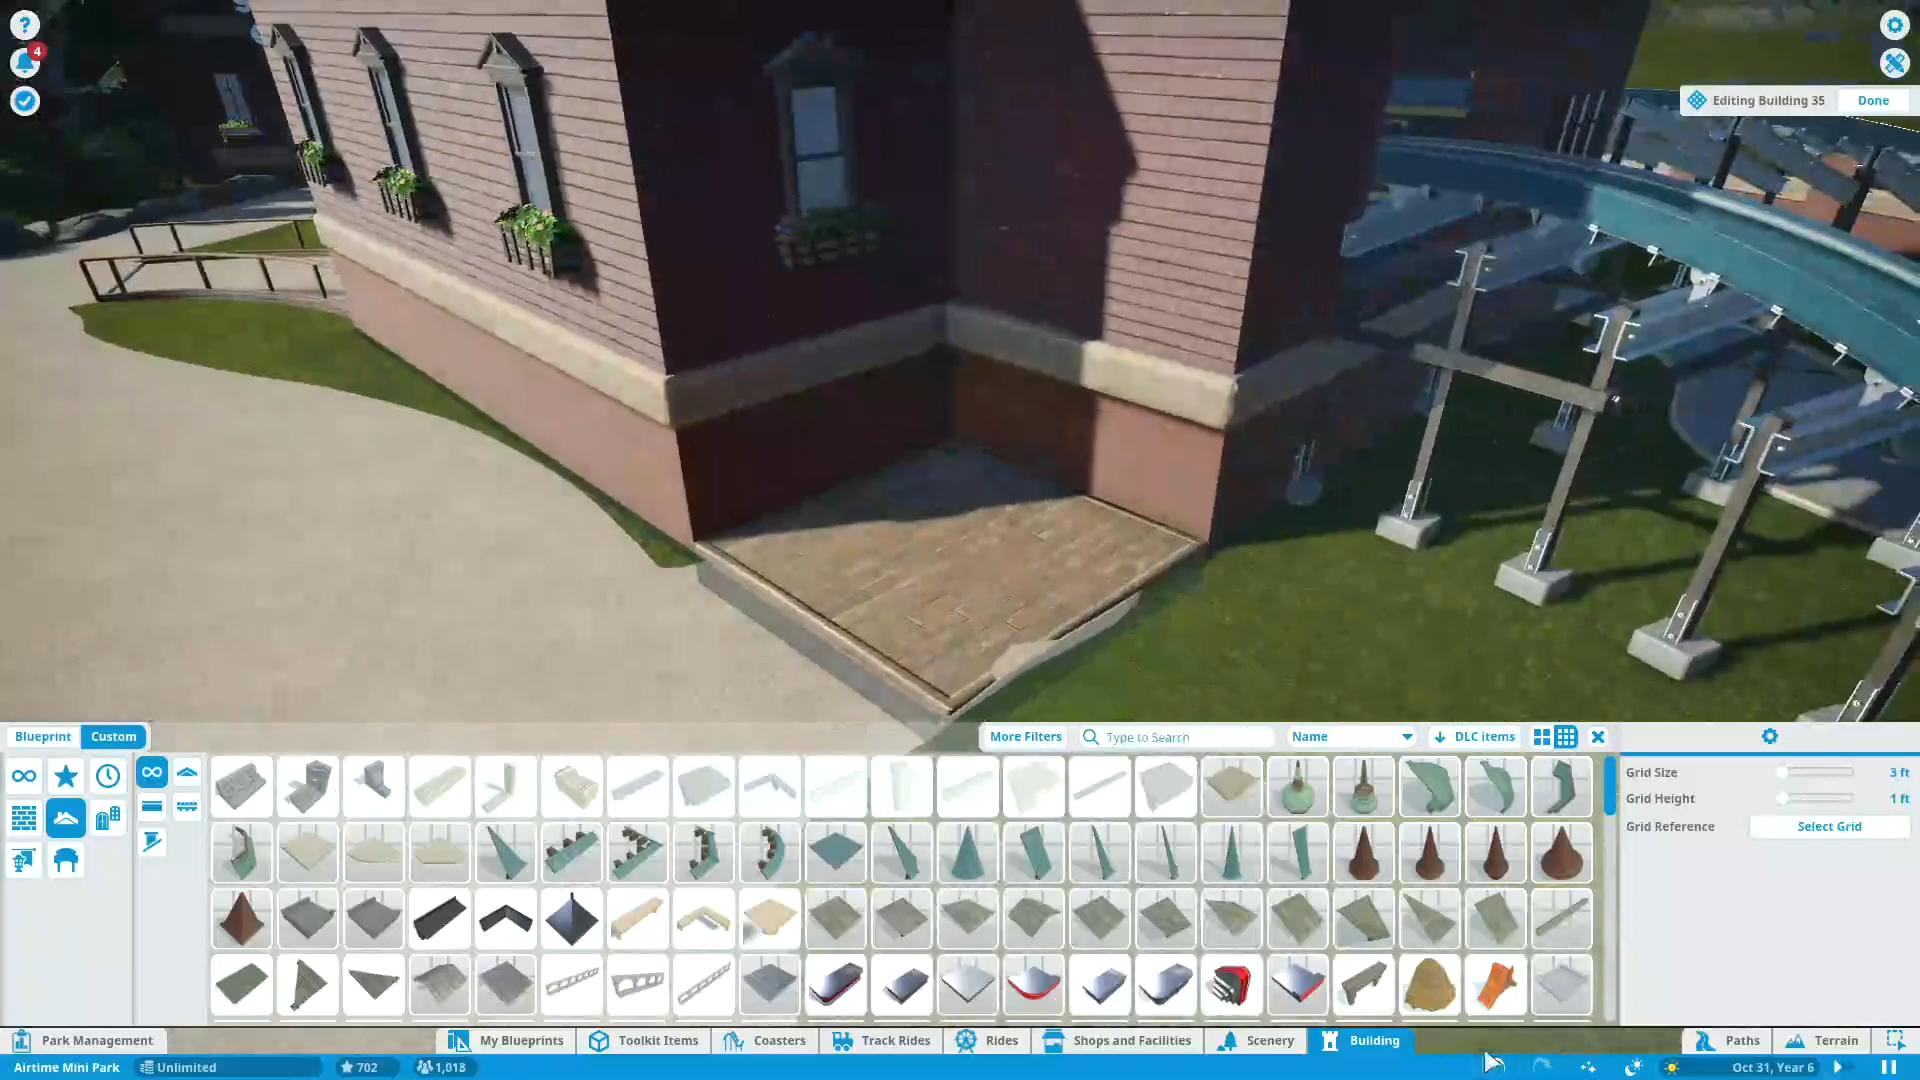 4
Editing Building 35
Done
Blueprint
Custom
More Filters
Type to Search
Name
DLC items
Grid Size
3 ft
Grid Height
1 ft
Grid Reference
Select Grid
Park Management
My Blueprints
Toolkit Items
Coasters
Track Rides
Rides
Shops and Facilities
Scenery
Building
Paths
Terrain
Airtime Mini Park
Unlimited
702
1,013
Oct 31, Year 6